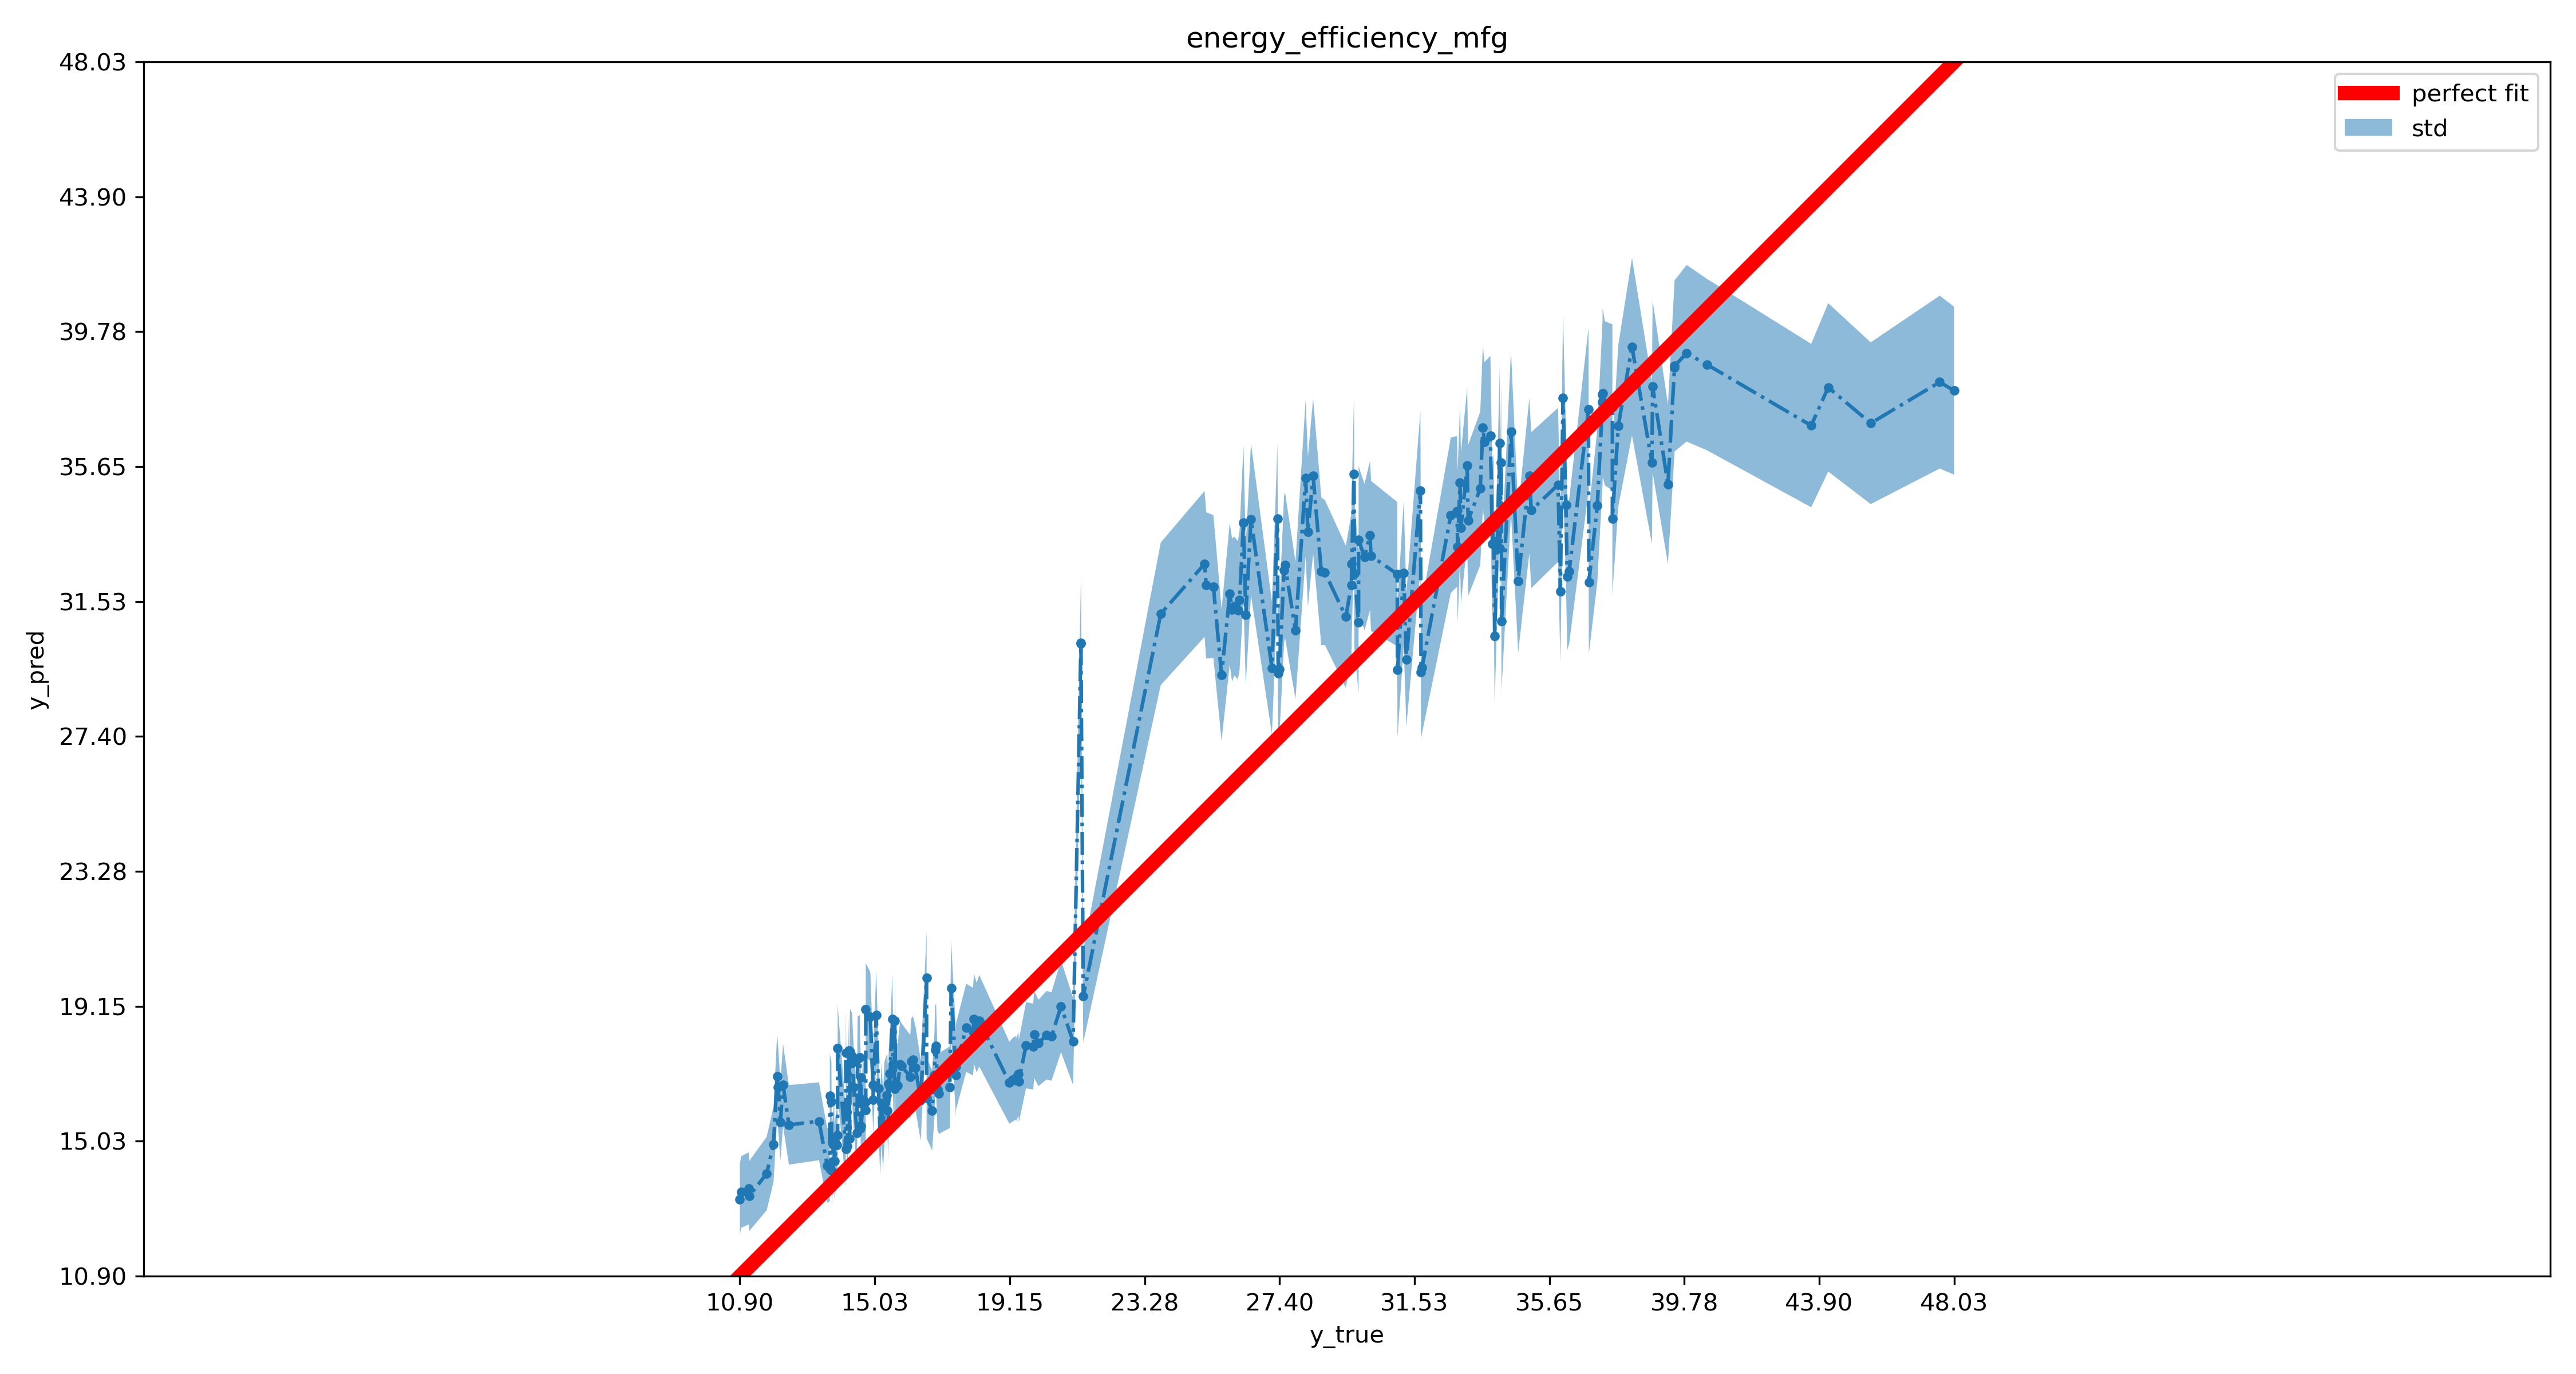 energy_efficiency_mfg
48.03
43.90
39.78
35.65
31.53
27.40
23.28
19.15
15.03
10.90
y_pred
perfect fit
std
10.90 15.03 19.15 23.28 27.40 31.53 35.65 39.78 43.90 48.03
y_true